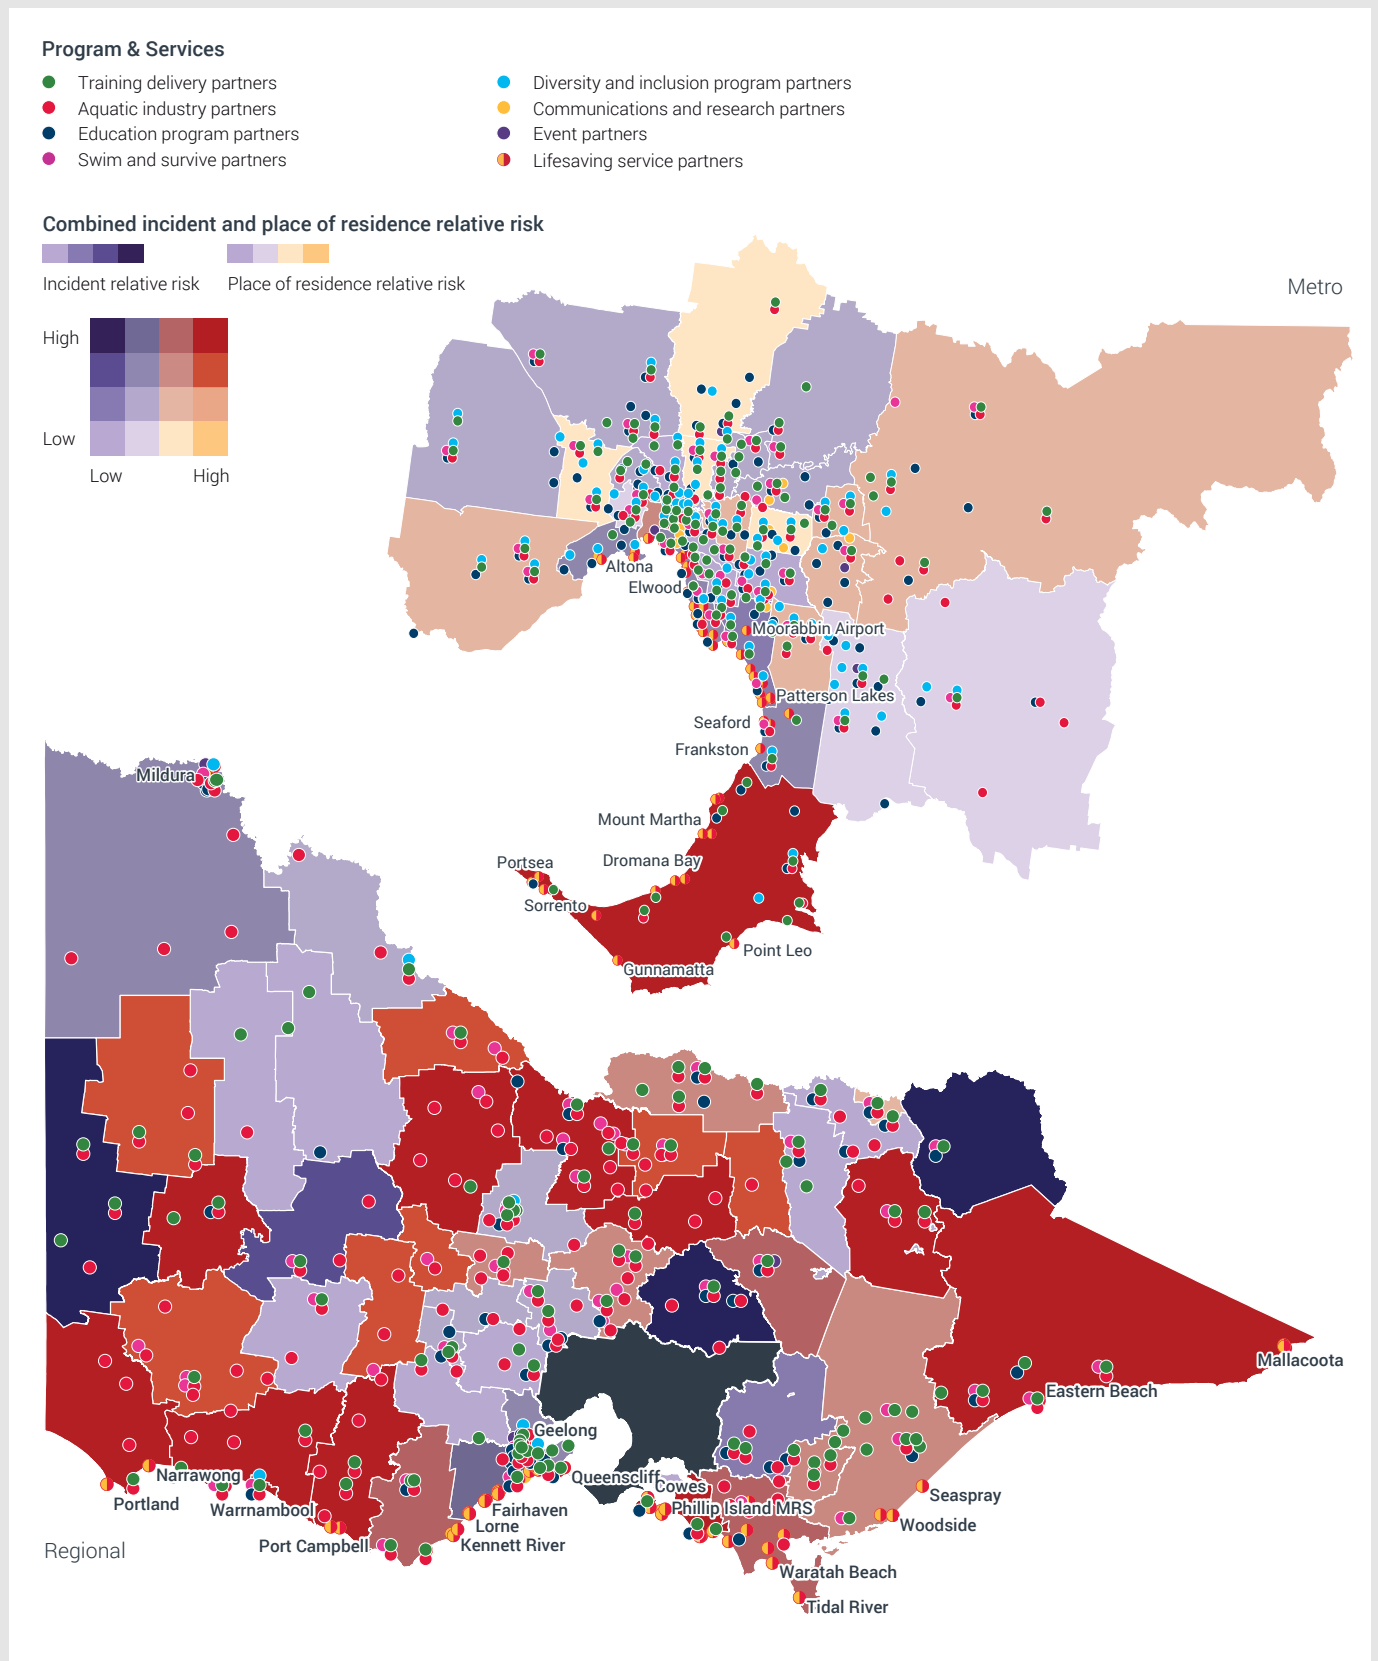 Program & Services
Training delivery partners
Aquatic industry partners
Education program partners
Swim and survive partners
Diversity and inclusion program partners
Communications and research partners
Event partners
Lifesaving service partners
Combined incident and place of residence relative risk
Incident relative risk
Place of residence relative risk
High
Low
Low
High
Metro
Altona
Elwood
Moorabbin Airport
Patterson Lakes
Seaford
Frankston
Mount Martha
Dromana Bay
Portsea
Sorrento
Point Leo
Gunnamatta
Mildura
Mallacoota
Eastern Beach
Geelong
Queenscliff
Cowes
Phillip Island MRS
Seaspray
Woodside
Narrawong
Portland
Warrnambool
Fairhaven
Lorne
Port Campbell
Kennett River
Waratah Beach
Tidal River
Regional